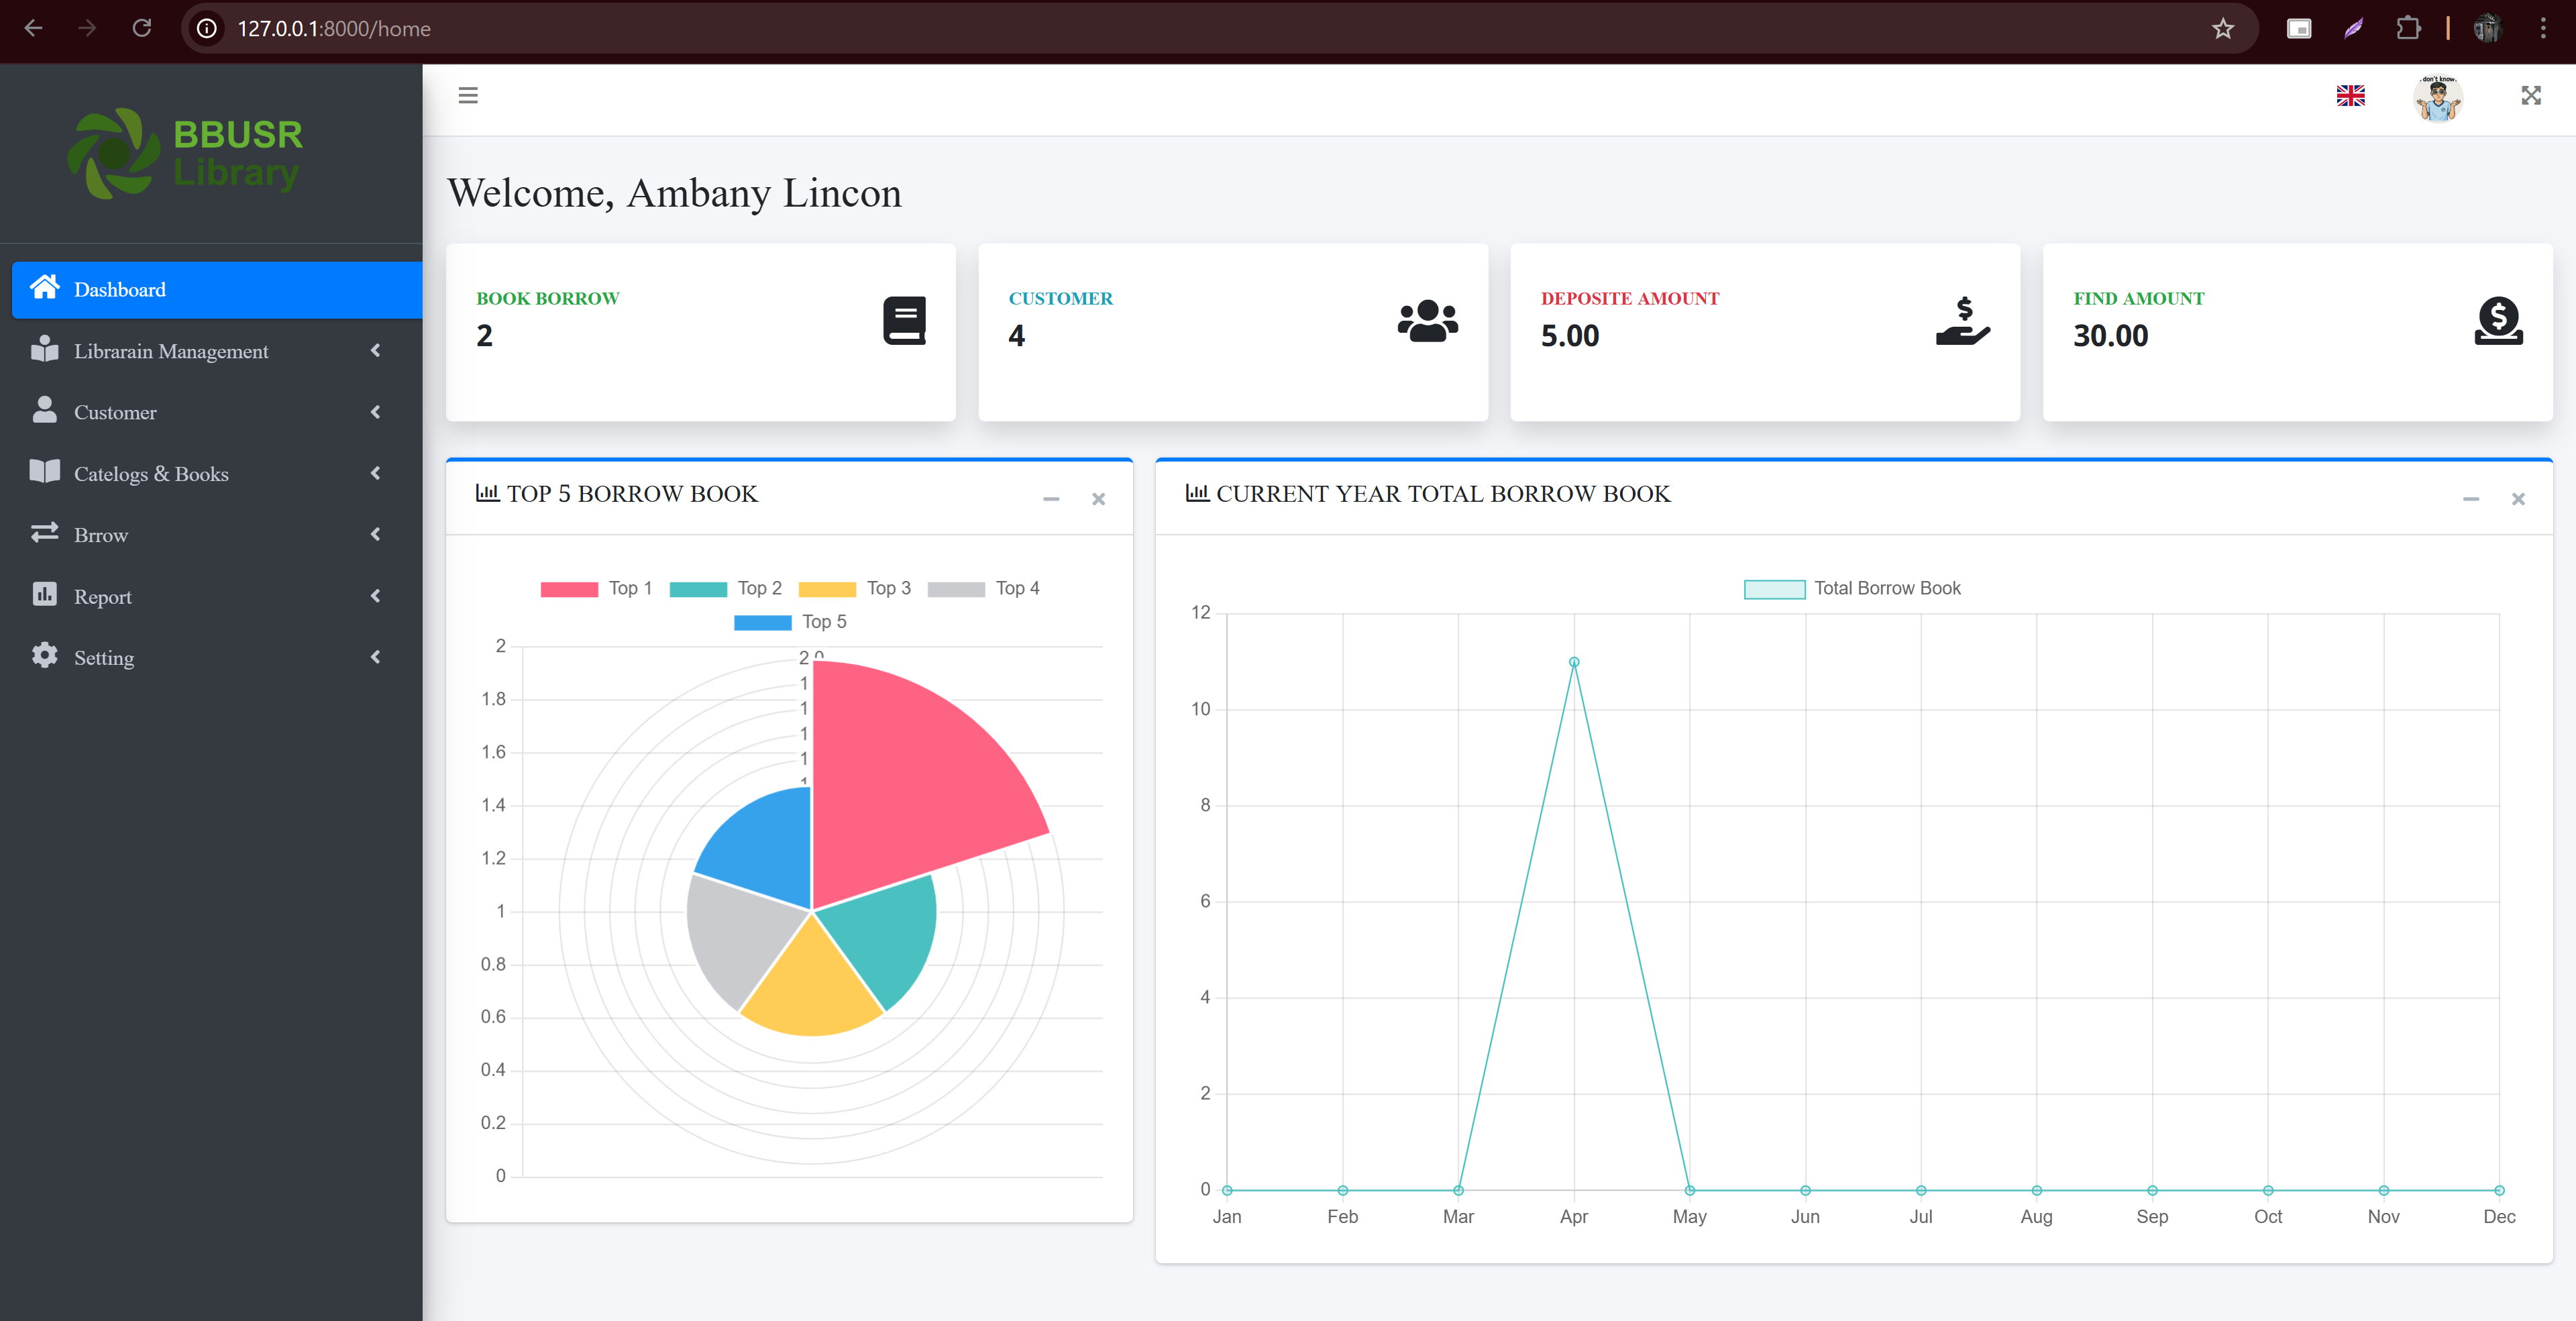 127.0.0.1:8000/home
BBUSR
Library
don't know
Welcome, Ambany Lincon
Dashboard
Librarain Management
Customer
Catelogs & Books
Brrow
Report
Setting
BOOK BORROW
2
CUSTOMER
4
DEPOSITE AMOUNT
5.00
FIND AMOUNT
30.00
TOP 5 BORROW BOOK
Top 1 Top 2 Top 3 Top 4
Top 5
2
1.8
1.6
1.4
1.2
1
0.8
0.6
0.4
0.2
0
2.0
1
1
1
1
1
CURRENT YEAR TOTAL BORROW BOOK
Total Borrow Book
12
10
8
6
4
2
0
Jan Feb Mar Apr May Jun Jul Aug Sep Oct Nov Dec